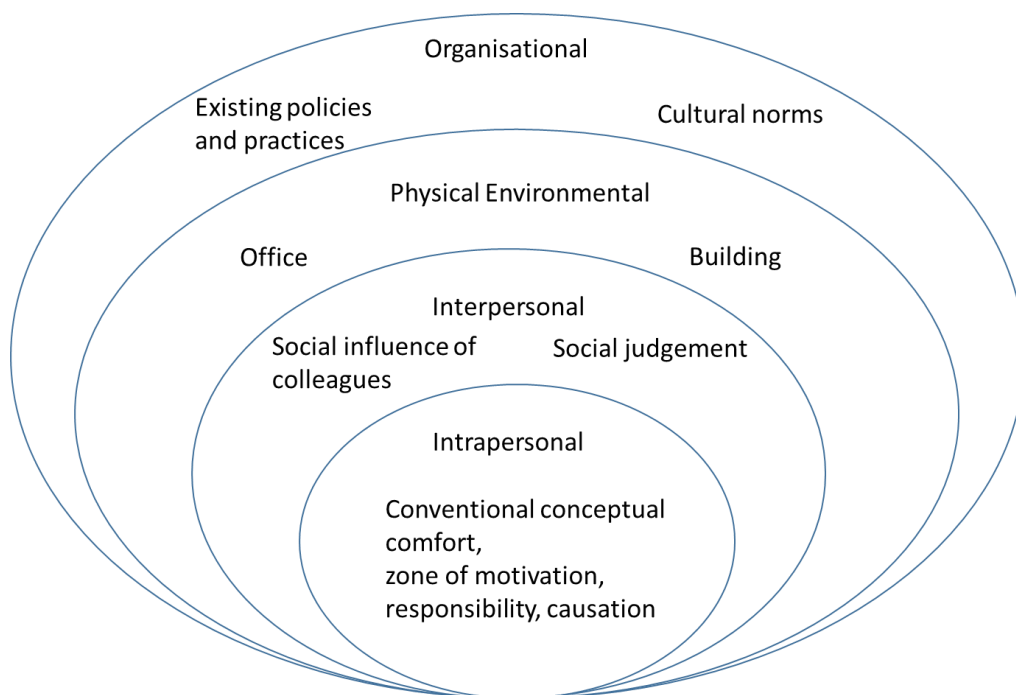 Organisational
Existing policies
and practices
Cultural norms
Physical Environmental
Office
Building
Interpersonal
Social influence of
colleagues
Social judgement
Intrapersonal
Conventional conceptual
comfort,
zone of motivation,
responsibility, causation